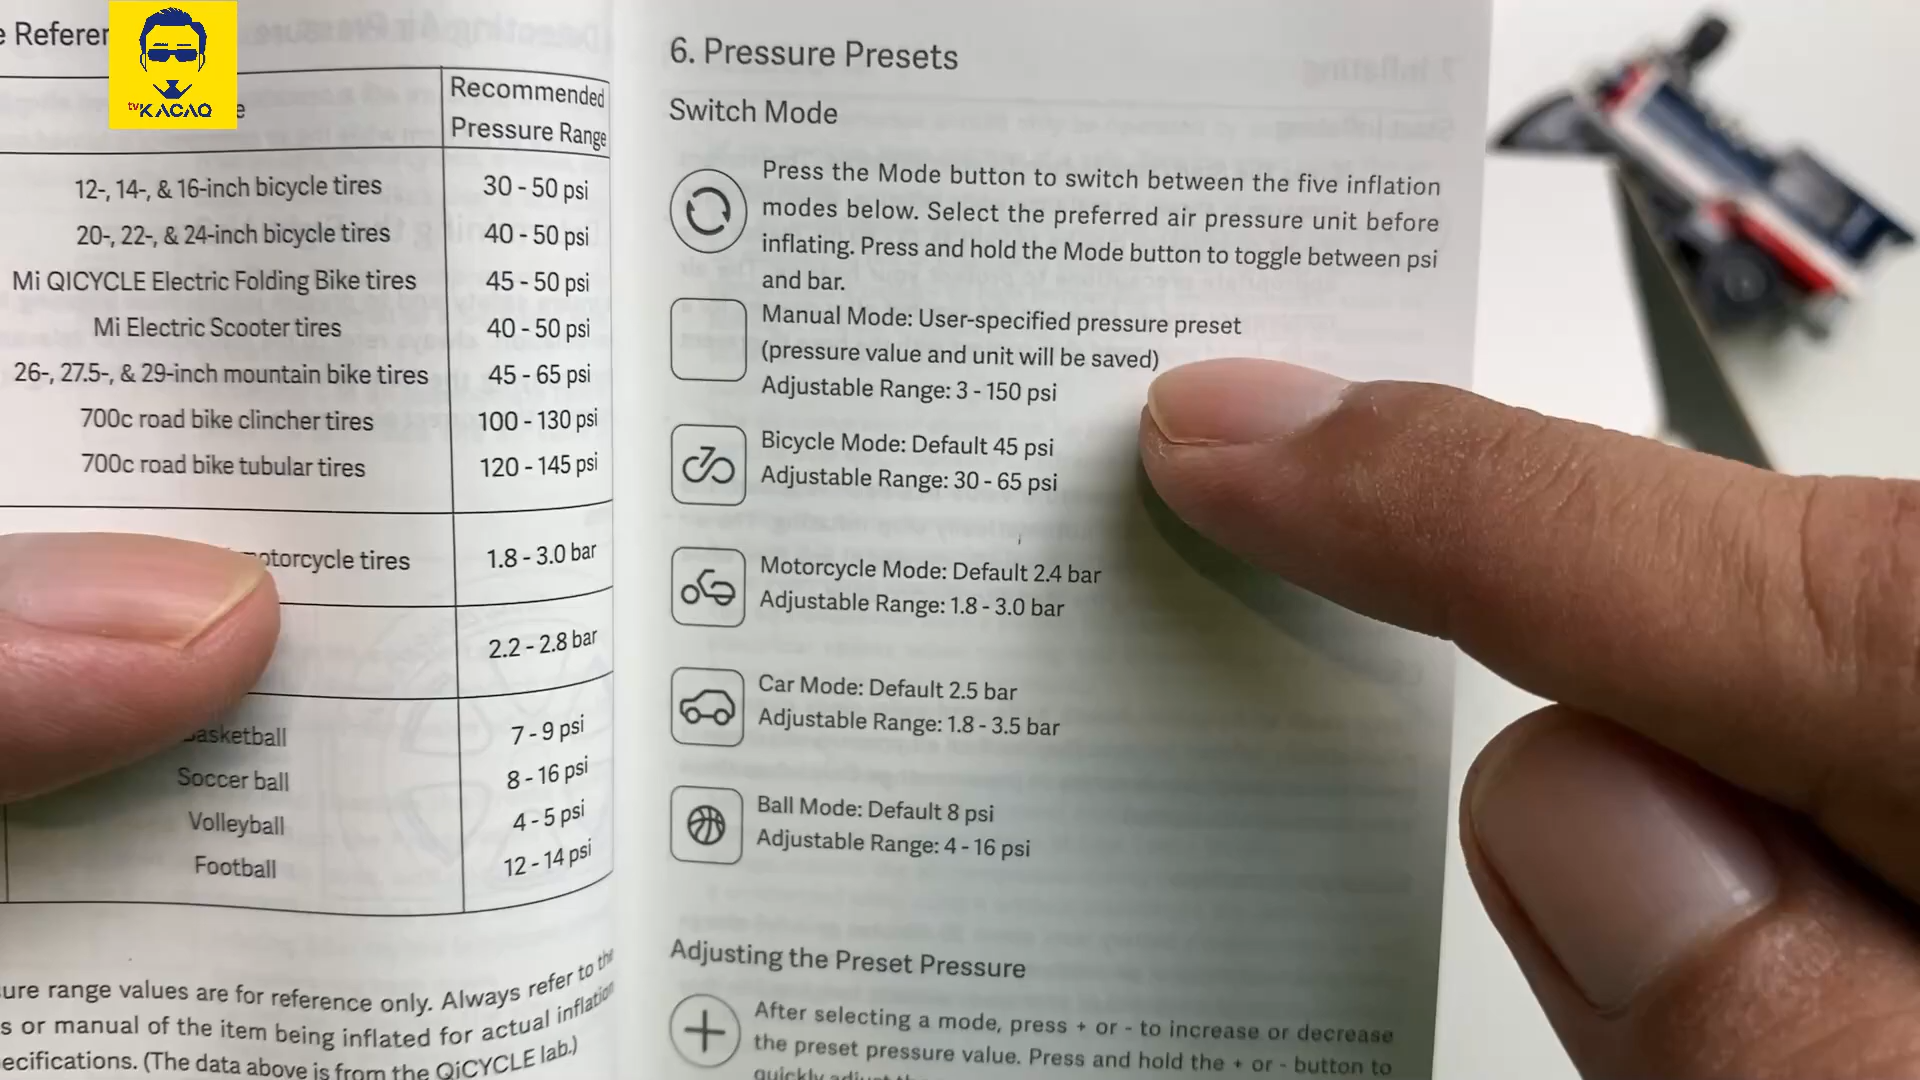 e Refer
tvKACAQ
e
Recommended
Pressure Range
12-, 14-, & 16-inch bicycle tires
30 - 50 psi
20-, 22-, & 24-inch bicycle tires
40 - 50 psi
Mi QICYCLE Electric Folding Bike tires
45 - 50 psi
Mi Electric Scooter tires
40 - 50 psi
26-, 27.5-, & 29-inch mountain bike tires
45 - 65 psi
700c road bike clincher tires
100 - 130 psi
700c road bike tubular tires
120 - 145 psi
otorcycle tires
1.8 - 3.0 bar
2.2 - 2.8 bar
asketball
7 - 9 psi
Soccer ball
8 - 16 psi
Volleyball
4 - 5 psi
Football
12 - 14 psi
ure range values are for reference only. Always refer to the
s or manual of the item being inflated for actual inflation
ecifications. (The data above is from the QiCYCLE lab.)
6. Pressure Presets
Switch Mode
Press the Mode button to switch between the five inflation
modes below. Select the preferred air pressure unit before
inflating. Press and hold the Mode button to toggle between psi
and bar.
Manual Mode: User-specified pressure preset
(pressure value and unit will be saved)
Adjustable Range: 3 - 150 psi
Bicycle Mode: Default 45 psi
Adjustable Range: 30 - 65 psi
Motorcycle Mode: Default 2.4 bar
Adjustable Range: 1.8 - 3.0 bar
Car Mode: Default 2.5 bar
Adjustable Range: 1.8 - 3.5 bar
Ball Mode: Default 8 psi
Adjustable Range: 4 - 16 psi
Adjusting the Preset Pressure
After selecting a mode, press + or - to increase or decrease
the preset pressure value. Press and hold the + or - button to
quickly